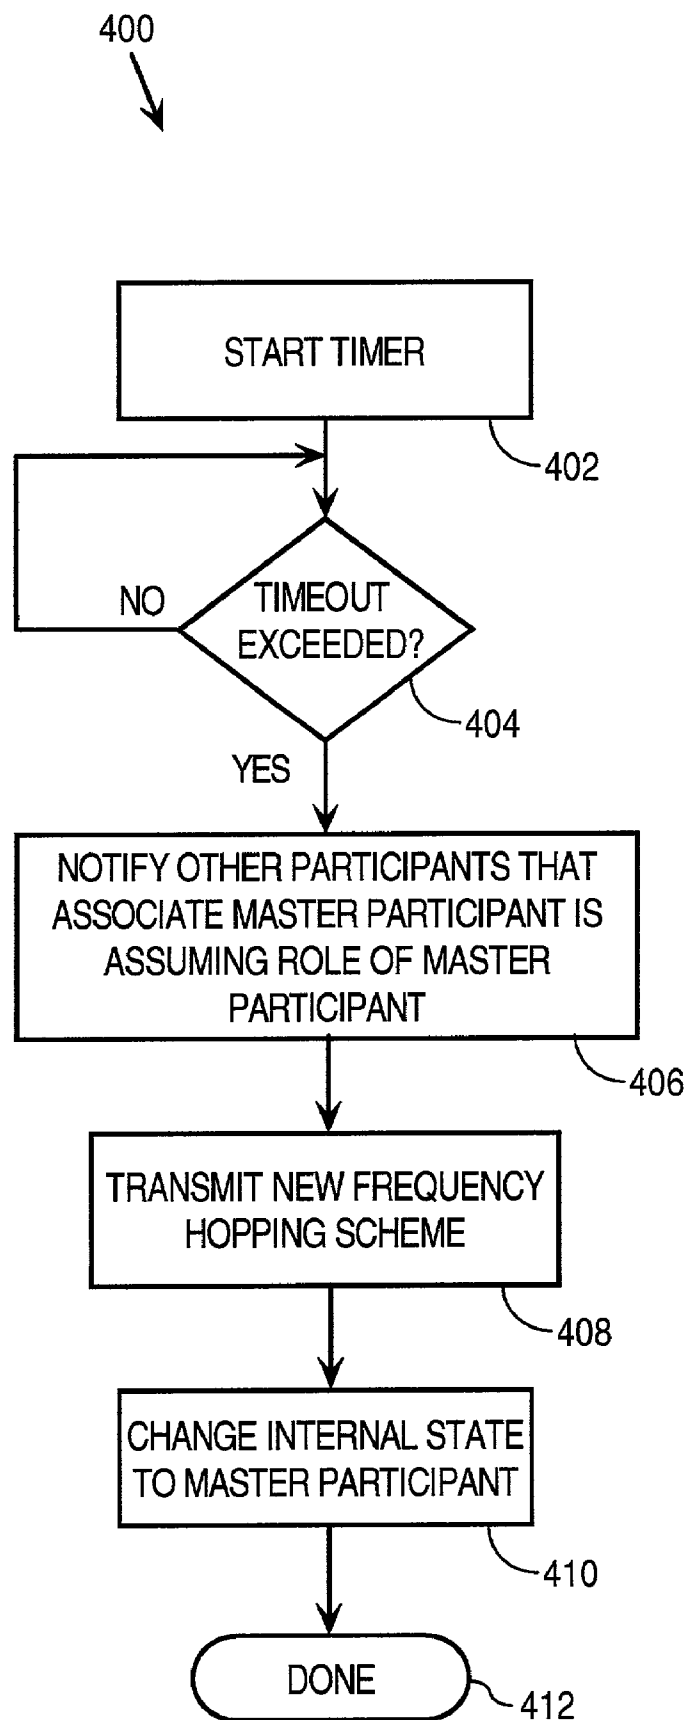 400
START TIMER
402
NO
TIMEOUT
EXCEEDED?
404
YES
NOTIFY OTHER PARTICIPANTS THAT
ASSOCIATE MASTER PARTICIPANT IS
ASSUMING ROLE OF MASTER
PARTICIPANT
406
TRANSMIT NEW FREQUENCY
HOPPING SCHEME
408
CHANGE INTERNAL STATE
TO MASTER PARTICIPANT
410
DONE
412